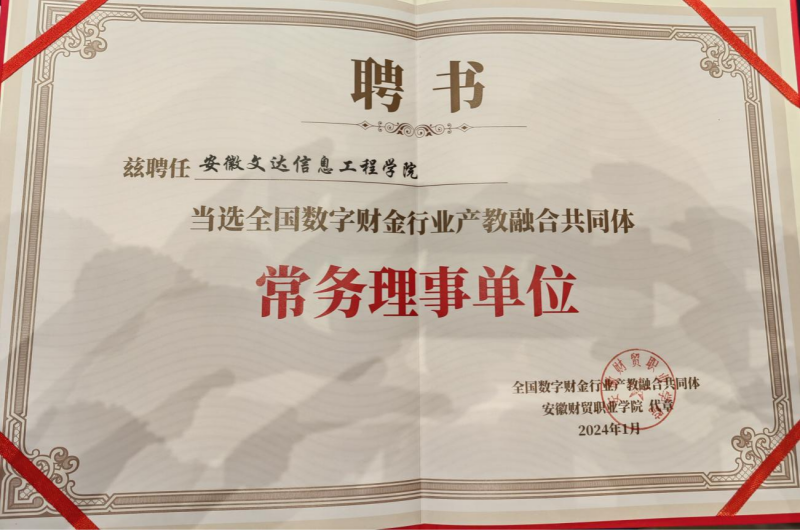 聘书
兹聘任 安徽文达信息工程学院
当选全国数字财金行业产教融合共同体
常务理事单位
全国数字财金行业产教融合共同体
安徽财贸职业学院 代章
2024年1月